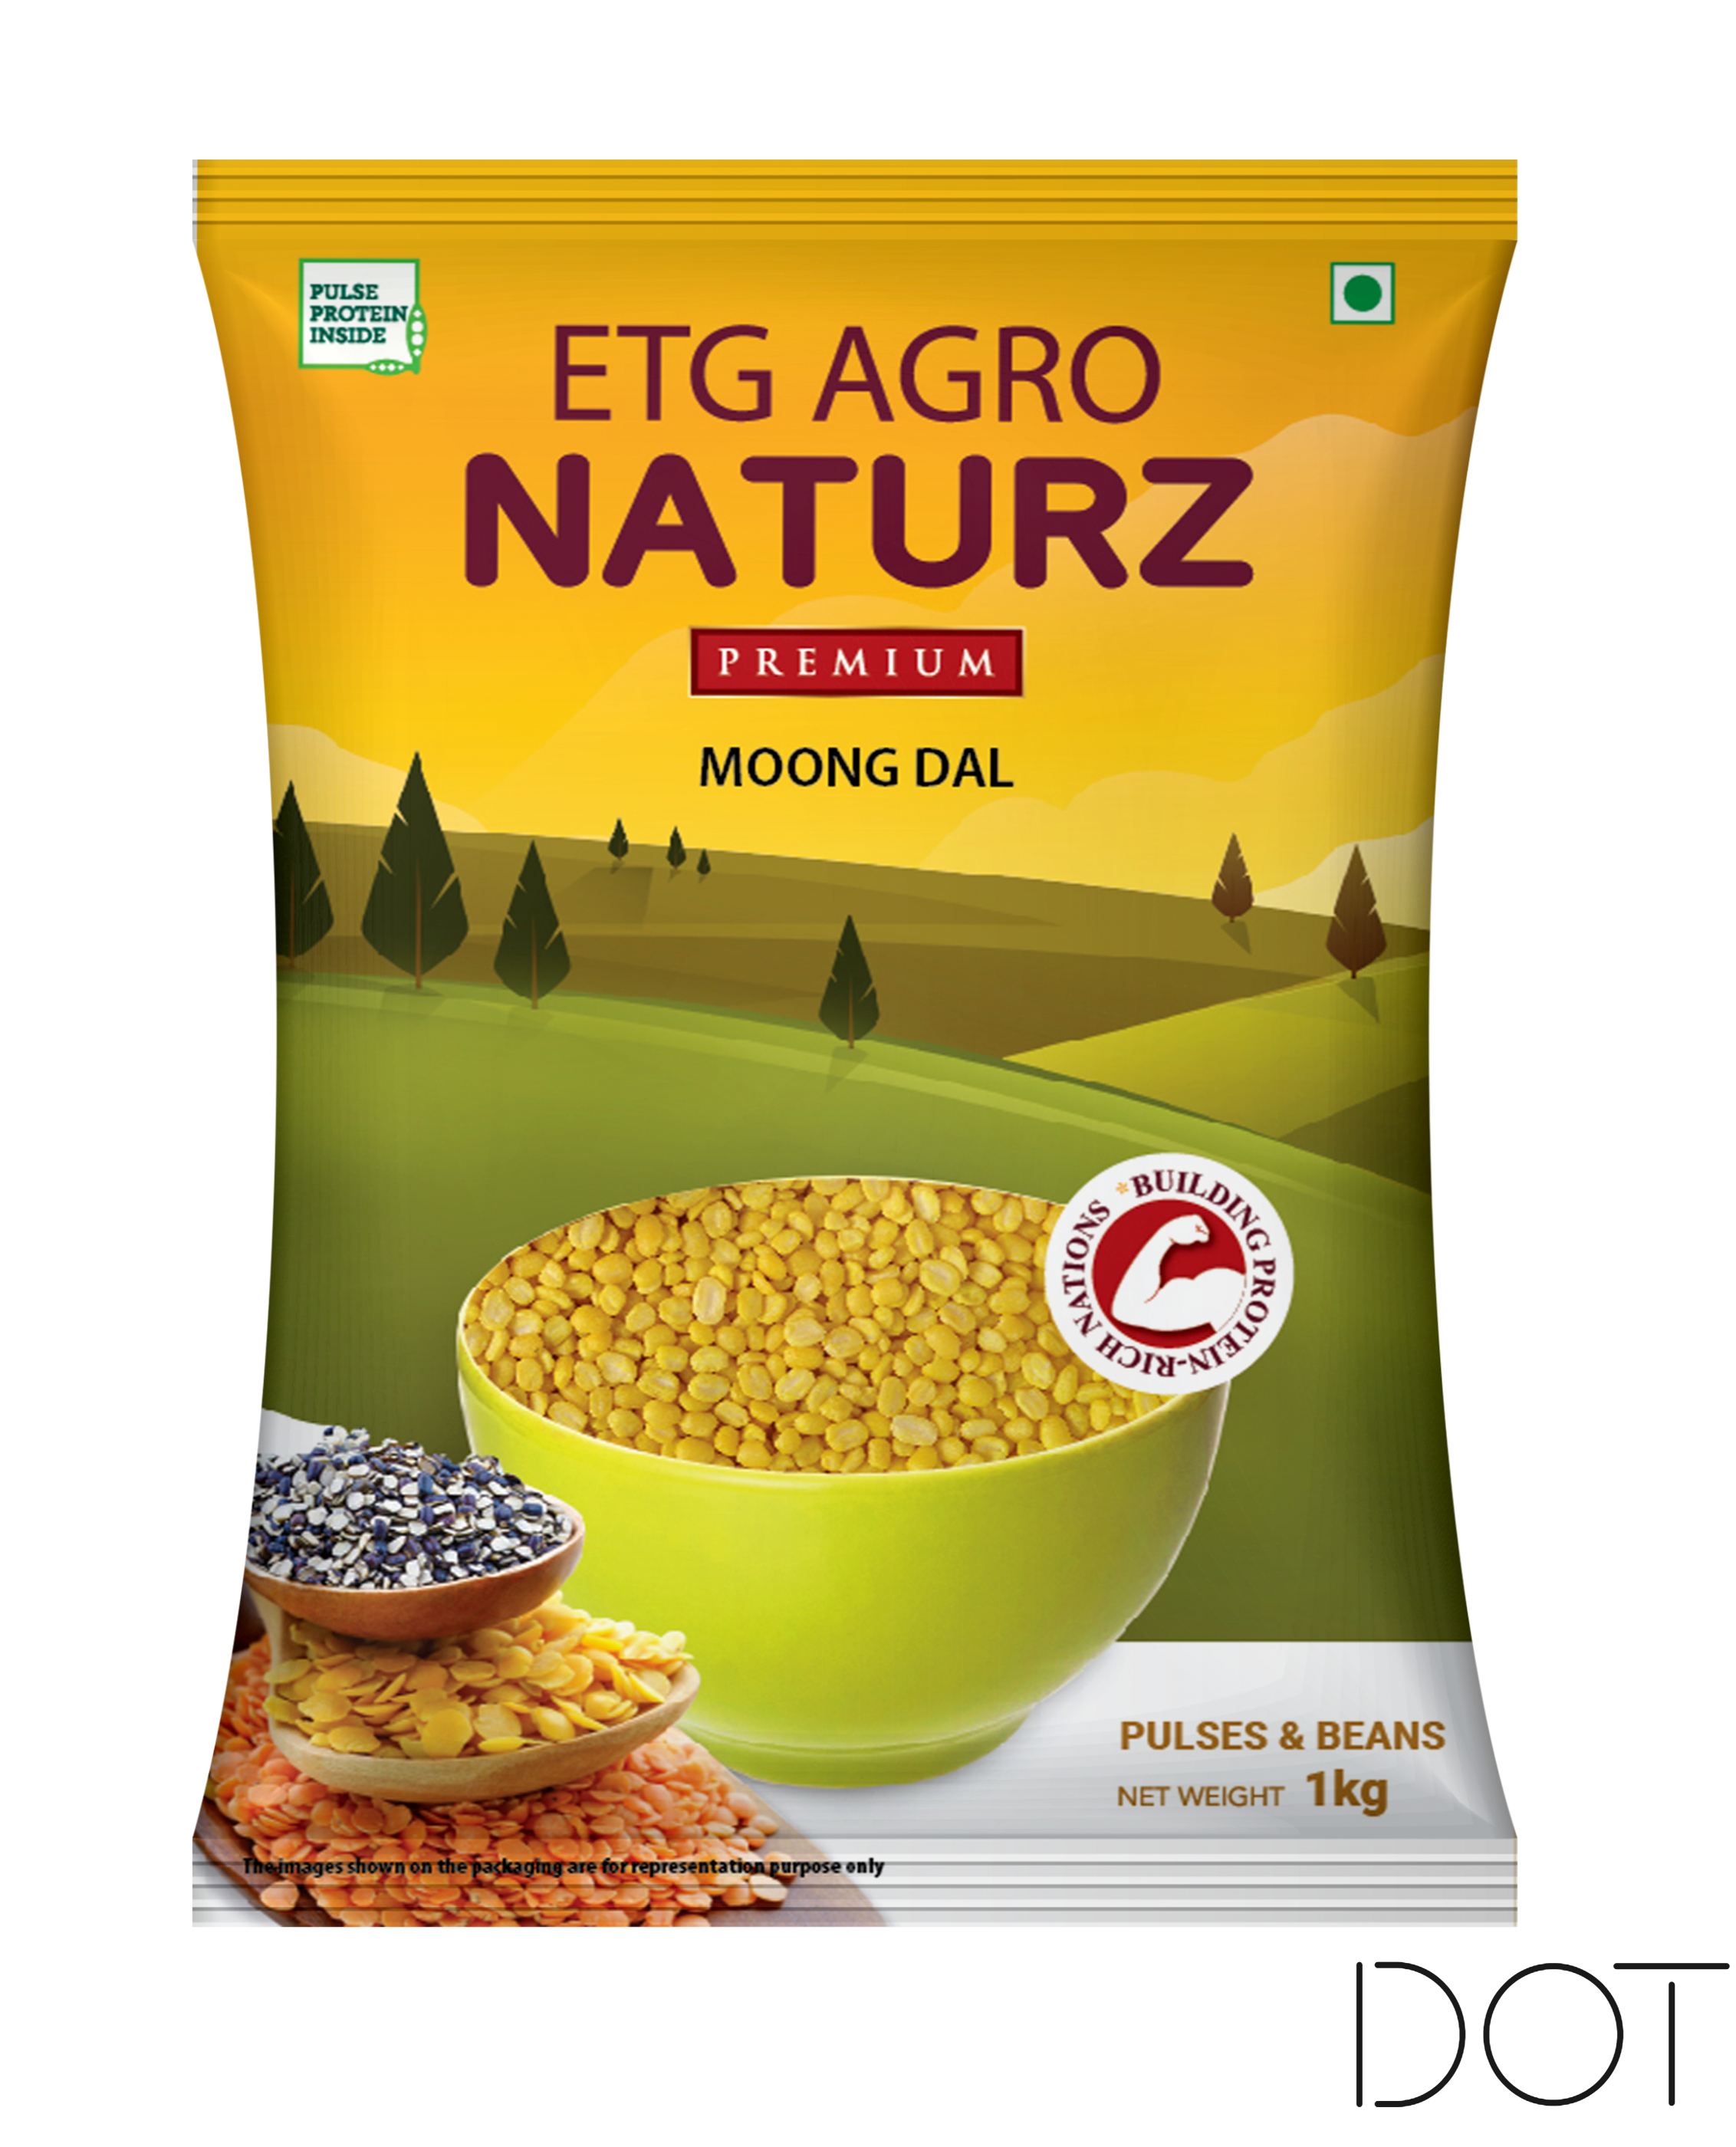 PULSE
PROTEIN
INSIDE
ETG AGRO
NATURZ
PREMIUM
MOONG DAL
*BUILDING PROTEIN-RICH NATIONS
PULSES & BEANS
NET WEIGHT 1kg
The images shown on the packaging are for representation purpose only
DOT